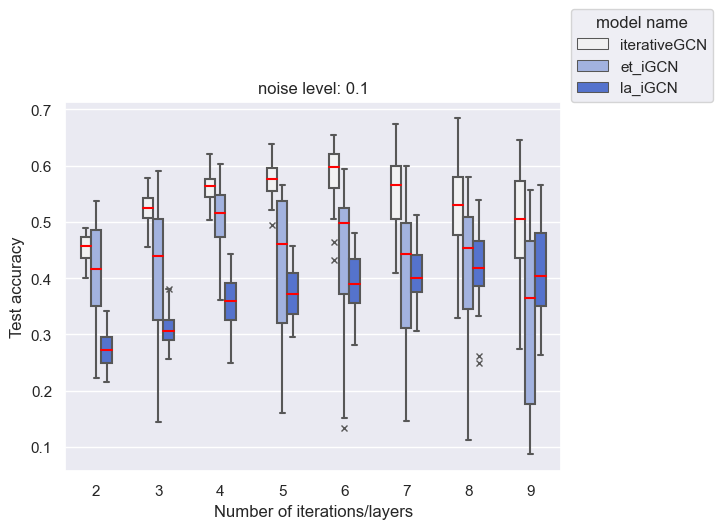 model name
iterativeGCN
et_iGCN
la_iGCN
noise level: 0.1
0.7
0.6
0.5
0.4
0.3
0.2
0.1
Test accuracy
2 3 4 5 6 7 8 9
Number of iterations/layers